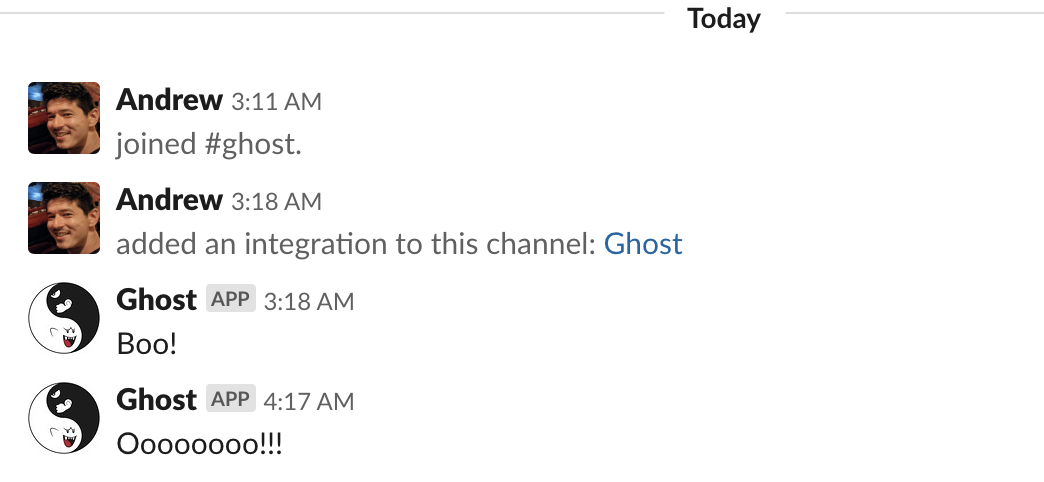 Today
Andrew 3:11 AM
joined #ghost.
Andrew 3:18 AM
added an integration to this channel: Ghost
Ghost APP 3:18 AM
Boo!
Ghost APP 4:17 AM
Oooooooo!!!